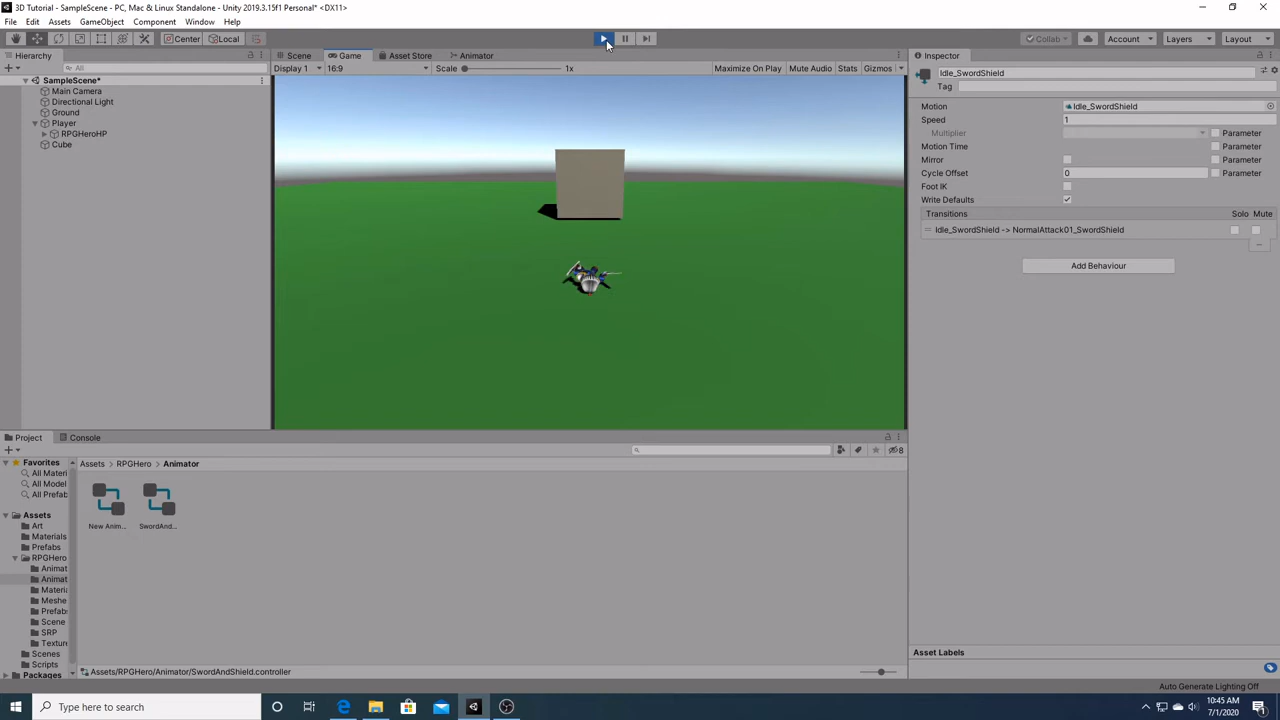 3D Tutorial - SampleScene - PC, Mac & Linux Standalone - Unity 2019.3.15f1 Personal* <DX11>
File Edit Assets GameObject Component Window Help
Center Local Collab Account Layers Layout
Hierarchy
All
SampleScene*
Main Camera
Directional Light
Ground
Player
RPGHeroHP
Cube
Scene Game Asset Store Animator
Display 1 16:9 Scale 1x Maximize On Play Mute Audio Stats Gizmos
Inspector
Idle_SwordShield
Tag
Motion Idle_SwordShield
Speed 1
Multiplier Parameter
Motion Time Parameter
Mirror Parameter
Cycle Offset 0 Parameter
Foot IK
Write Defaults
Transitions Solo Mute
Idle_SwordShield -> NormalAttack01_SwordShield
Add Behaviour
Project Console
8
Favorites
All Materi
All Model
All Prefab
Assets
Art
Materials
Prefabs
RPGHero
Animat
Animat
Materi
Meshe
Prefab
Scene
SRP
Textur
Scenes
Scripts
Packages
Assets > RPGHero > Animator
New Anim... SwordAnd...
Assets/RPGHero/Animator/SwordAndShield.controller
Asset Labels
Auto Generate Lighting Off
Type here to search
10:45 AM
7/1/2020
1